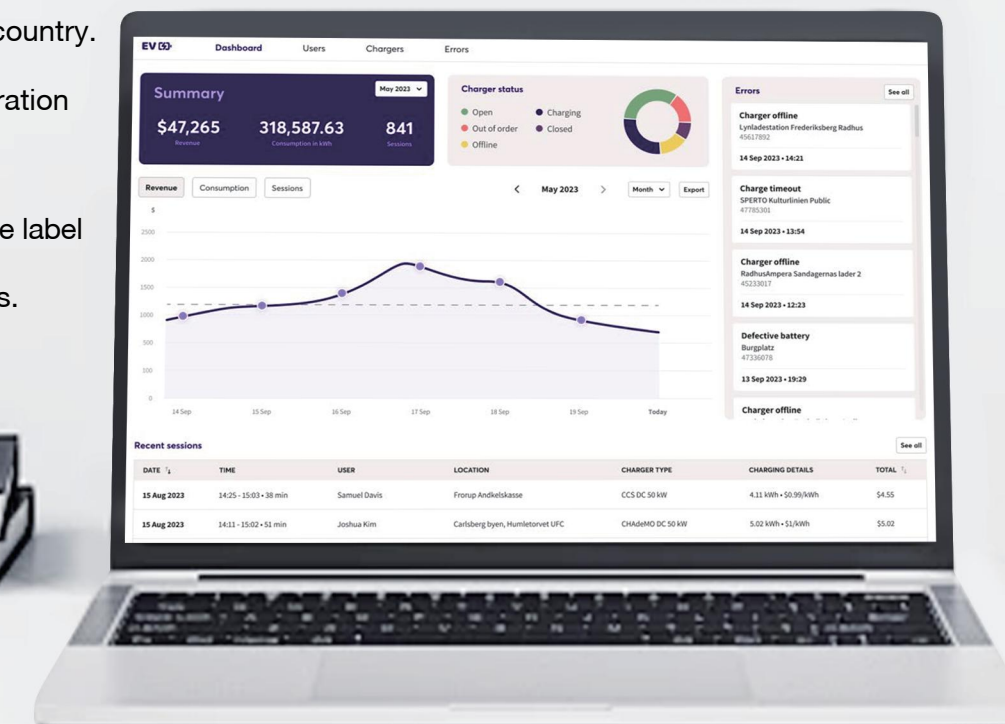 country.
ration
e label
s.
EV
Dashboard
Users
Chargers
Errors
Summary
May 2023
$47,265
318,587.63
841
Revenue
Consumption in kWh
Sessions
Charger status
Open
Charging
Out of order
Closed
Offline
Errors
See all
Charger offline
Lynladestation Frederiksberg Radhus
45617892
14 Sep 2023 • 14:21
Charge timeout
SPERTO Kulturlinien Public
47785301
14 Sep 2023 • 13:54
Charger offline
RadhusAmpera Sandagernas lader 2
45233017
14 Sep 2023 • 12:23
Defective battery
Burgplatz
47336078
13 Sep 2023 • 19:29
Charger offline
Revenue
Consumption
Sessions
May 2023
Month
Export
$
2500
2000
1500
1000
500
100
0
14 Sep
15 Sep
16 Sep
17 Sep
18 Sep
19 Sep
Today
Recent sessions
See all
DATE TIME USER LOCATION CHARGER TYPE CHARGING DETAILS TOTAL
15 Aug 2023 14:25 - 15:03 • 38 min Samuel Davis Frorup Andkelskasse CCS DC 50 kW 4.11 kWh • $0.99/kWh $4.55
15 Aug 2023 14:11 - 15:02 • 51 min Joshua Kim Carlsberg byen, Humletorvet UFC CHAdeMO DC 50 kW 5.02 kWh • $1/kWh $5.02